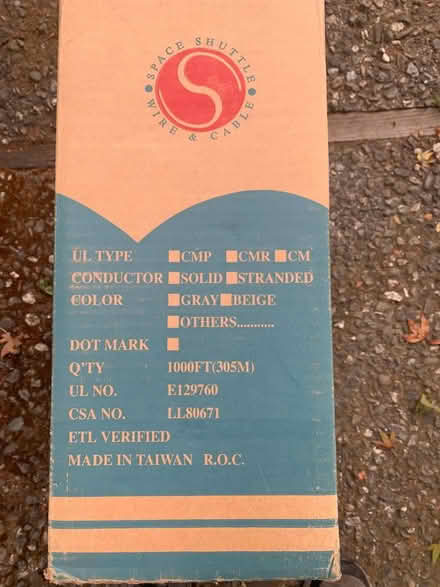 SPACE SHUTTLE
WIRE & CABLE
UL TYPE CMP CMR CM
CONDUCTOR SOLID STRANDED
COLOR GRAY BEIGE
OTHERS...........
DOT MARK
Q'TY 1000FT(305M)
UL NO. E129760
CSA NO. LL80671
ETL VERIFIED
MADE IN TAIWAN R.O.C.